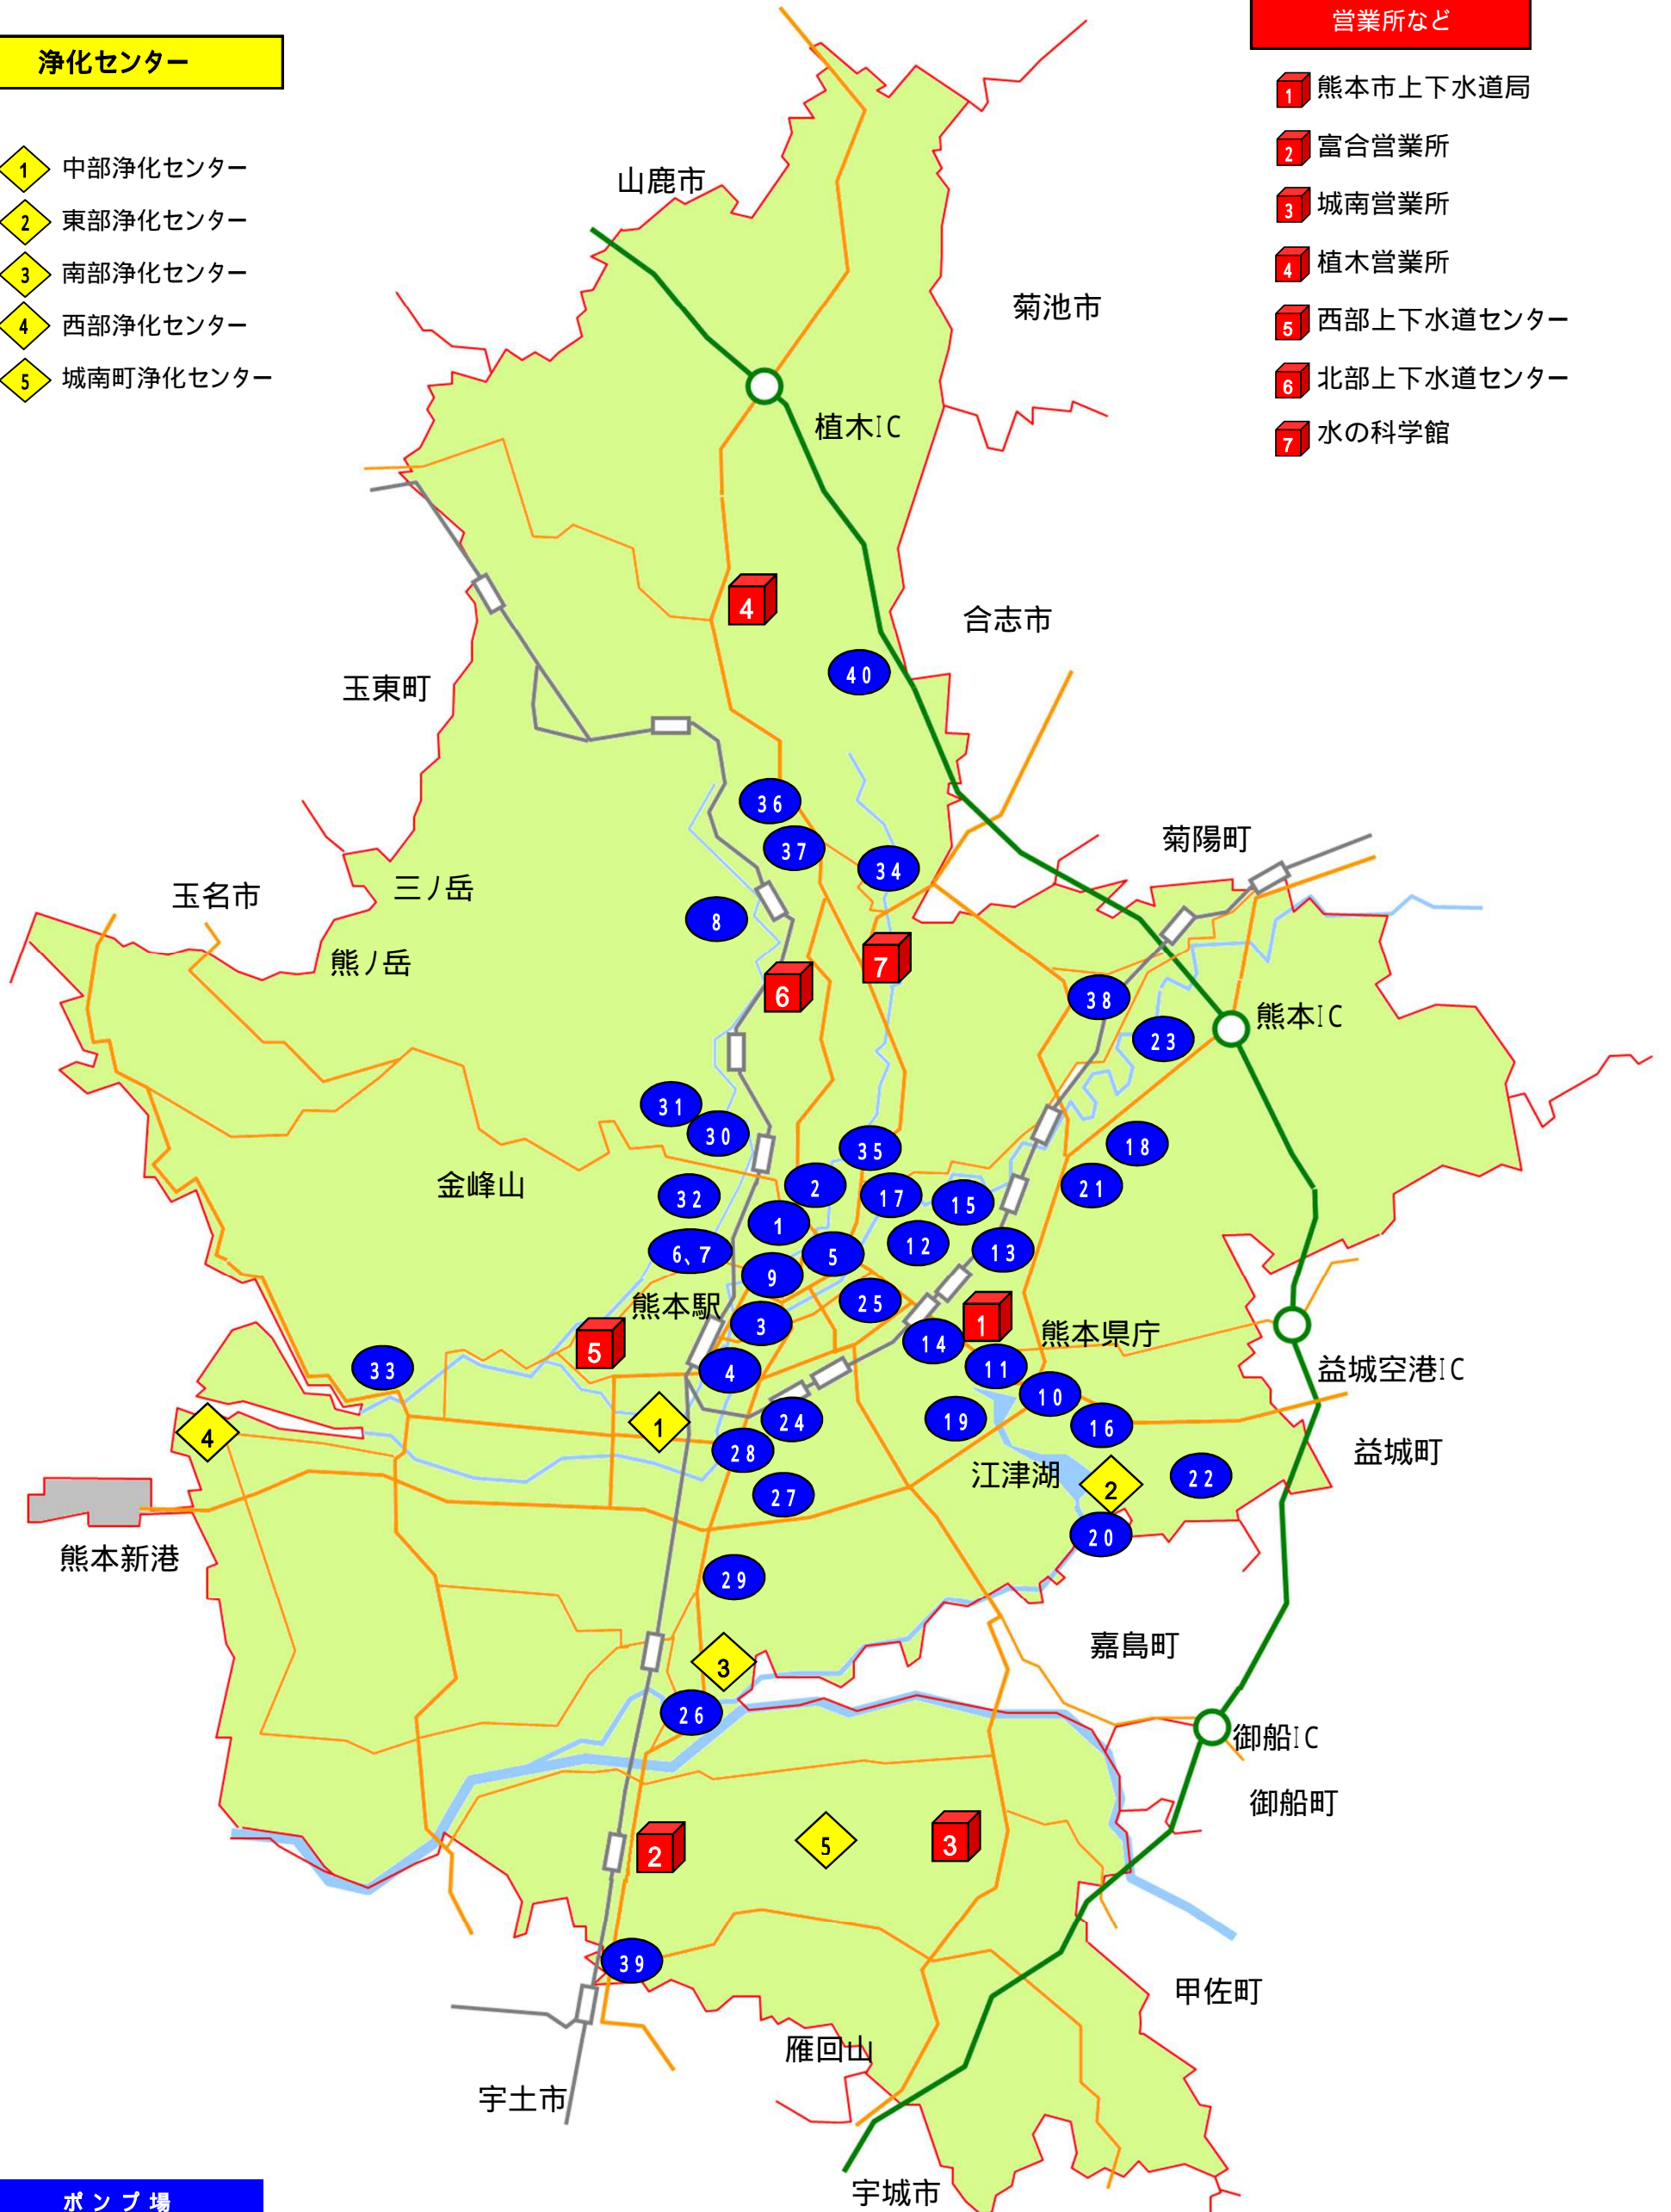 浄化センター
1 中部浄化センター
2 東部浄化センター
3 南部浄化センター
4 西部浄化センター
5 城南町浄化センター
営業所など
1 熊本市上下水道局
2 富合営業所
3 城南営業所
4 植木営業所
5 西部上下水道センター
6 北部上下水道センター
7 水の科学館
山鹿市
菊池市
植木IC
4
合志市
40
玉東町
36
37
34
菊陽町
三ノ岳
玉名市
8
熊ノ岳
7
6
38
熊本IC
23
31
30
35
18
金峰山
2
32
17
15
21
1
6、7
5
12
13
9
25
熊本駅
3
1
14
熊本県庁
5
33
4
11
益城空港IC
10
4
1
24
19
16
28
益城町
江津湖
2
22
27
20
熊本新港
29
嘉島町
3
26
御船IC
御船町
2
5
3
39
甲佐町
雁回山
宇土市
宇城市
ポンプ場